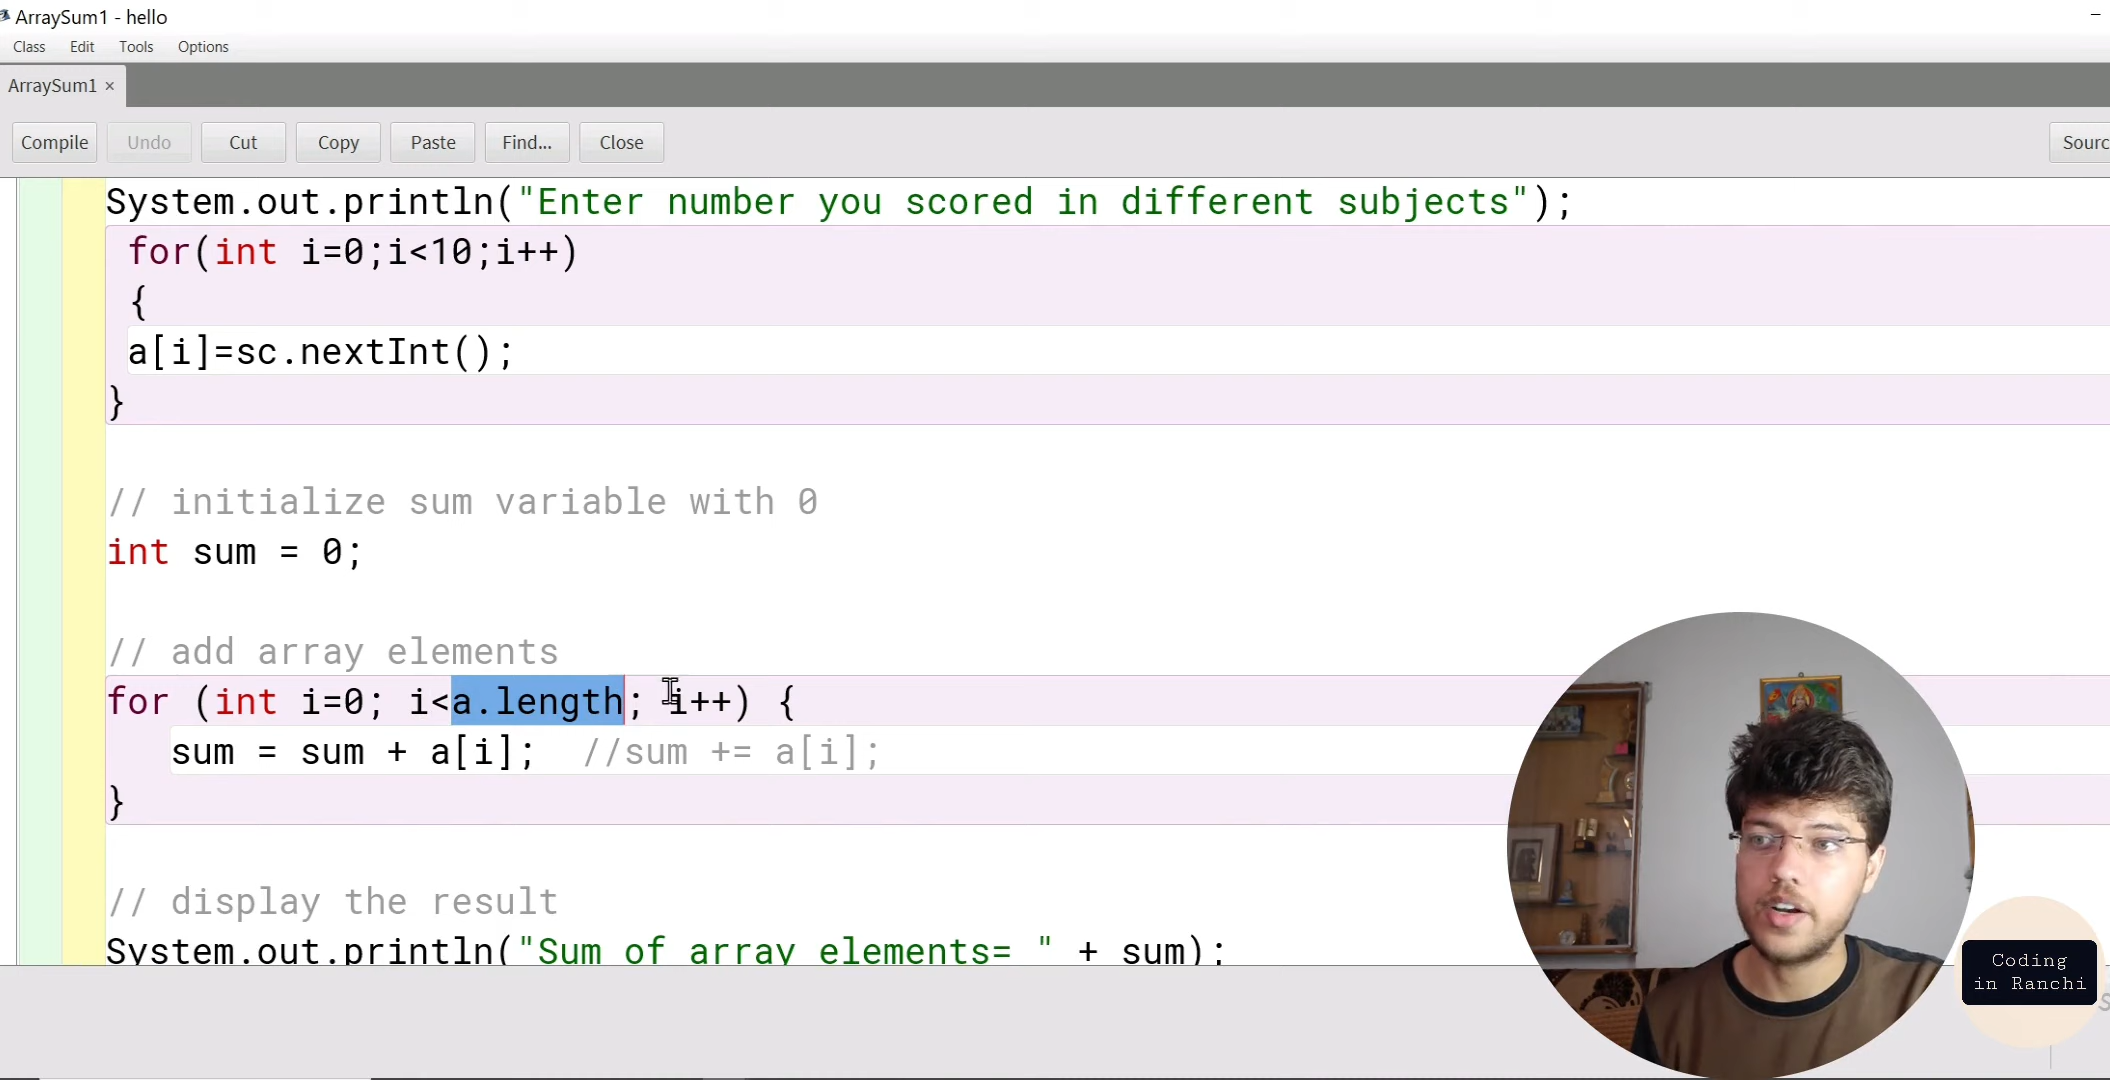 ArraySum1 - hello
Class Edit Tools Options
ArraySum1 ×
Compile Undo Cut Copy Paste Find... Close
System.out.println("Enter number you scored in different subjects");
for(int i=0;i<10;i++)
{
a[i]=sc.nextInt();
}
// initialize sum variable with 0
int sum = 0;
// add array elements
for (int i=0; i<a.length; i++) {
sum = sum + a[i]; //sum += a[i];
}
// display the result
System.out.println("Sum of array elements= " + sum);
Coding
in Ranchi